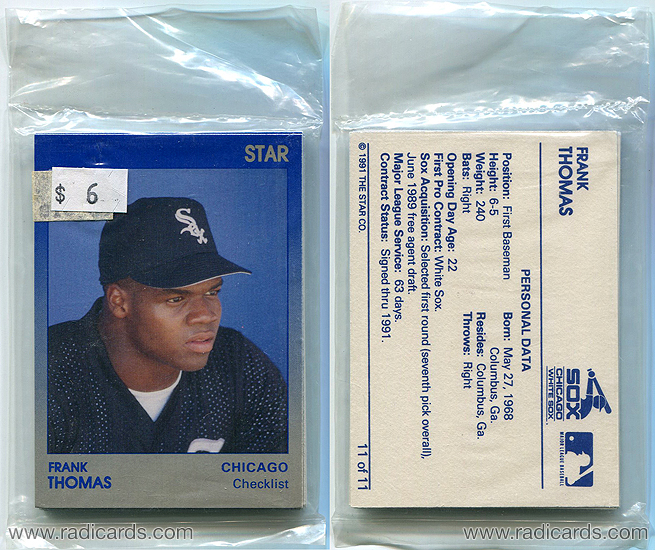 STAR
$ 6
Sox
FRANK
THOMAS
CHICAGO
Checklist
www.radicards.com
FRANK
THOMAS
PERSONAL DATA
Position: First Baseman
Height: 6-5
Weight: 240
Bats: Right
Born: May 27, 1968
Columbus, Ga.
Resides: Columbus, Ga.
Throws: Right
Opening Day Age: 22
First Pro Contract: White Sox.
Sox Acquisition: Selected first round (seventh pick overall),
June 1989 free agent draft.
Major League Service: 63 days.
Contract Status: Signed thru 1991.
© 1991 THE STAR CO.
11 of 11
SOX
CHICAGO
WHITE SOX
MAJOR LEAGUE BASEBALL
www.radicards.com